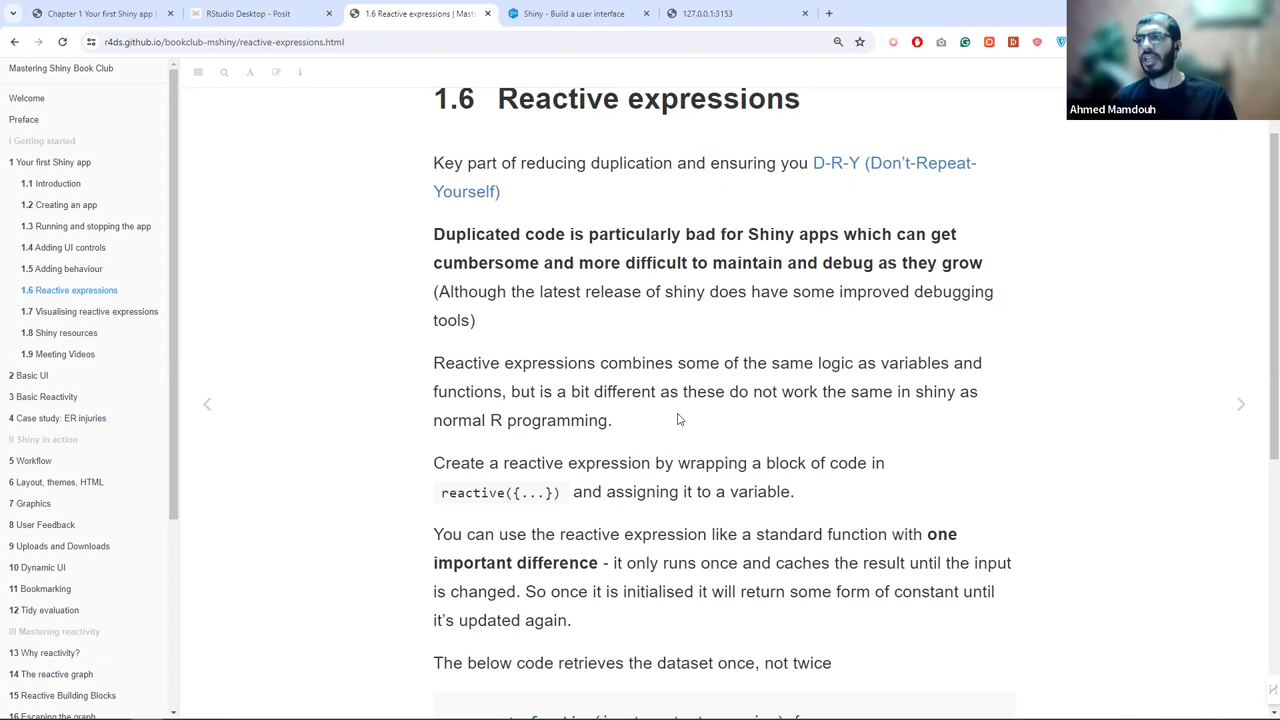 Chapter 1 Your first Shiny app |
RStudio Desktop - Posit
1.6 Reactive expressions | Mast
Shiny - Build a user interface
127.0.0.1:3153
r4ds.github.io/bookclub-mshiny/reactive-expressions.html
Ahmed Mamdouh
Mastering Shiny Book Club
Welcome
Preface
I Getting started
1 Your first Shiny app
1.1 Introduction
1.2 Creating an app
1.3 Running and stopping the app
1.4 Adding UI controls
1.5 Adding behaviour
1.6 Reactive expressions
1.7 Visualising reactive expressions
1.8 Shiny resources
1.9 Meeting Videos
2 Basic UI
3 Basic Reactivity
4 Case study: ER injuries
II Shiny in action
5 Workflow
6 Layout, themes, HTML
7 Graphics
8 User Feedback
9 Uploads and Downloads
10 Dynamic UI
11 Bookmarking
12 Tidy evaluation
III Mastering reactivity
13 Why reactivity?
14 The reactive graph
15 Reactive Building Blocks
16 Escaping the graph
1.6 Reactive expressions
Key part of reducing duplication and ensuring you D-R-Y (Don't-Repeat-
Yourself)
Duplicated code is particularly bad for Shiny apps which can get
cumbersome and more difficult to maintain and debug as they grow
(Although the latest release of shiny does have some improved debugging
tools)
Reactive expressions combines some of the same logic as variables and
functions, but is a bit different as these do not work the same in shiny as
normal R programming.
Create a reactive expression by wrapping a block of code in
reactive({...}) and assigning it to a variable.
You can use the reactive expression like a standard function with one
important difference - it only runs once and caches the result until the input
is changed. So once it is initialised it will return some form of constant until
it's updated again.
The below code retrieves the dataset once, not twice